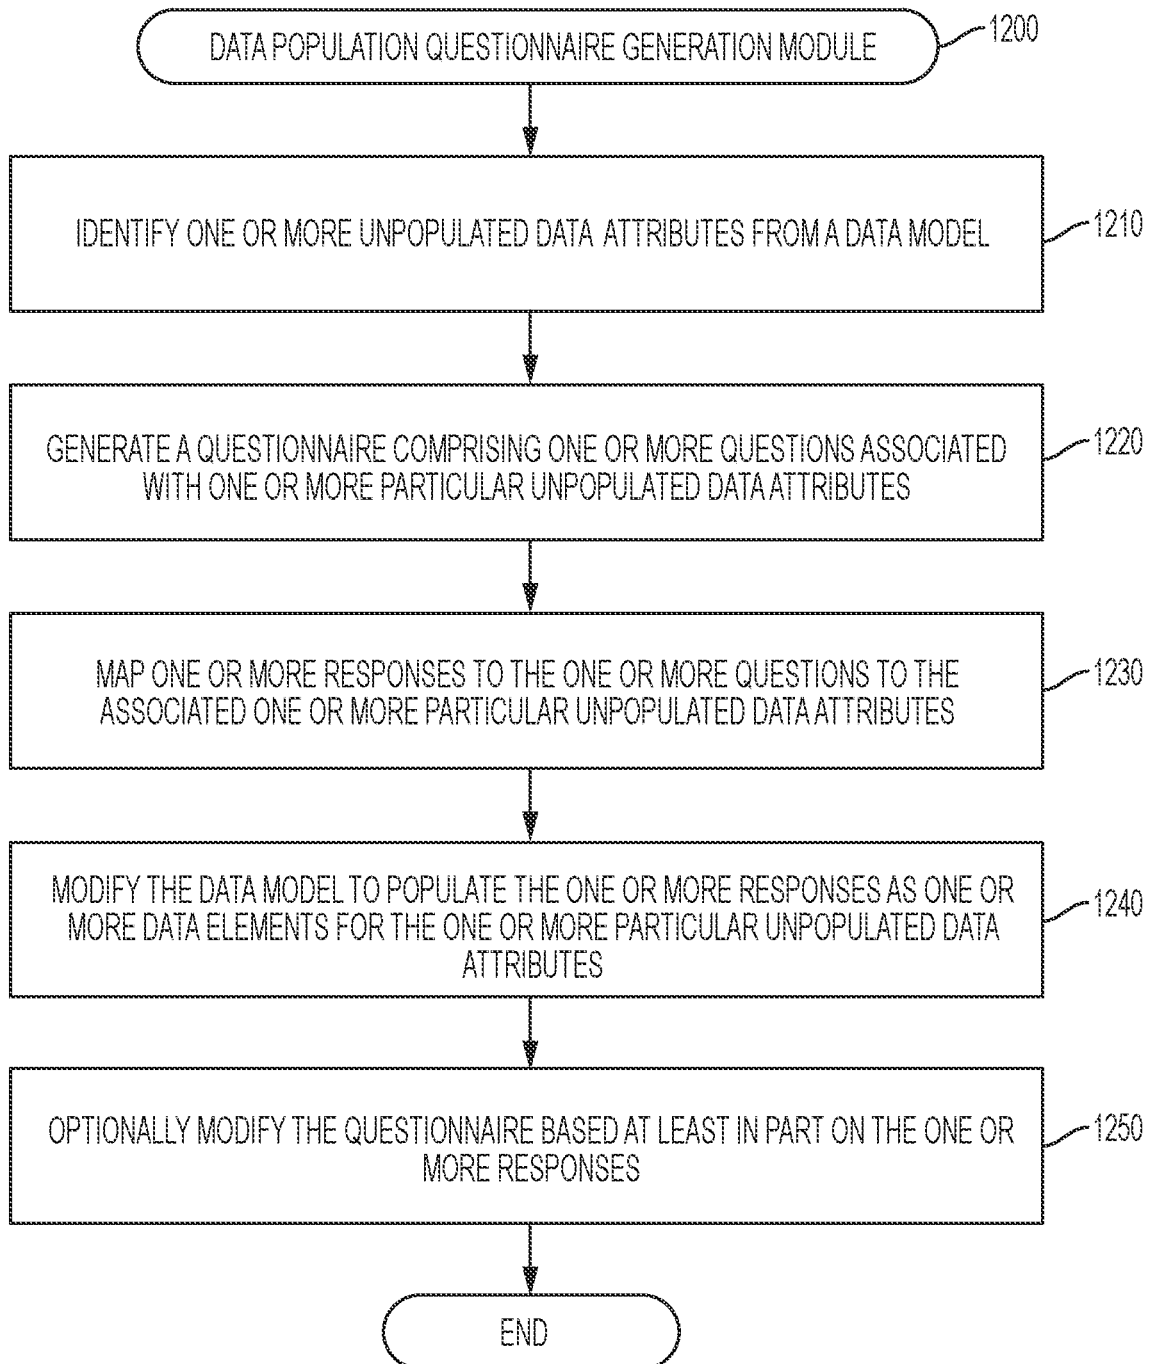 DATA POPULATION QUESTIONNAIRE GENERATION MODULE
1200
IDENTIFY ONE OR MORE UNPOPULATED DATA ATTRIBUTES FROM A DATA MODEL
1210
GENERATE A QUESTIONNAIRE COMPRISING ONE OR MORE QUESTIONS ASSOCIATED
WITH ONE OR MORE PARTICULAR UNPOPULATED DATA ATTRIBUTES
1220
MAP ONE OR MORE RESPONSES TO THE ONE OR MORE QUESTIONS TO THE
ASSOCIATED ONE OR MORE PARTICULAR UNPOPULATED DATA ATTRIBUTES
1230
MODIFY THE DATA MODEL TO POPULATE THE ONE OR MORE RESPONSES AS ONE OR
MORE DATA ELEMENTS FOR THE ONE OR MORE PARTICULAR UNPOPULATED DATA
ATTRIBUTES
1240
OPTIONALLY MODIFY THE QUESTIONNAIRE BASED AT LEAST IN PART ON THE ONE OR
MORE RESPONSES
1250
END